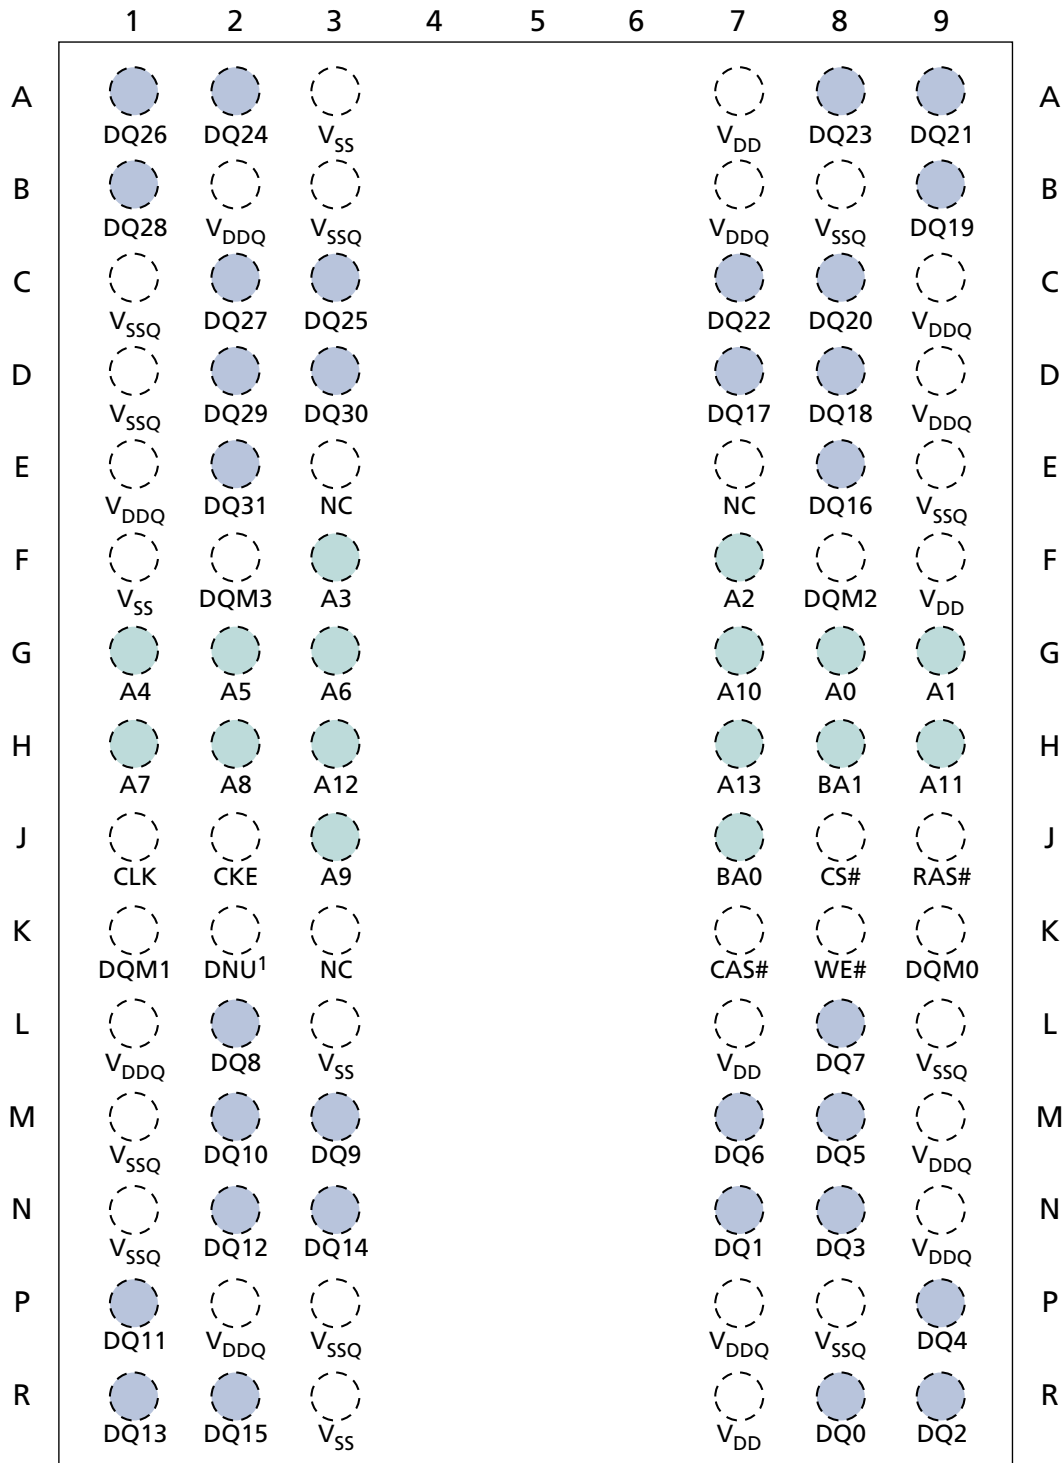 1 2 3 4 5 6 7 8 9
A A
DQ26 DQ24 VSS VDD DQ23 DQ21
B B
DQ28 VDDQ VSSQ VDDQ VSSQ DQ19
C C
VSSQ DQ27 DQ25 DQ22 DQ20 VDDQ
D D
VSSQ DQ29 DQ30 DQ17 DQ18 VDDQ
E E
VDDQ DQ31 NC NC DQ16 VSSQ
F F
VSS DQM3 A3 A2 DQM2 VDD
G G
A4 A5 A6 A10 A0 A1
H H
A7 A8 A12 A13 BA1 A11
J J
CLK CKE A9 BA0 CS# RAS#
K K
DQM1 DNU1 NC CAS# WE# DQM0
L L
VDDQ DQ8 VSS VDD DQ7 VSSQ
M M
VSSQ DQ10 DQ9 DQ6 DQ5 VDDQ
N N
VSSQ DQ12 DQ14 DQ1 DQ3 VDDQ
P P
DQ11 VDDQ VSSQ VDDQ VSSQ DQ4
R R
DQ13 DQ15 VSS VDD DQ0 DQ2